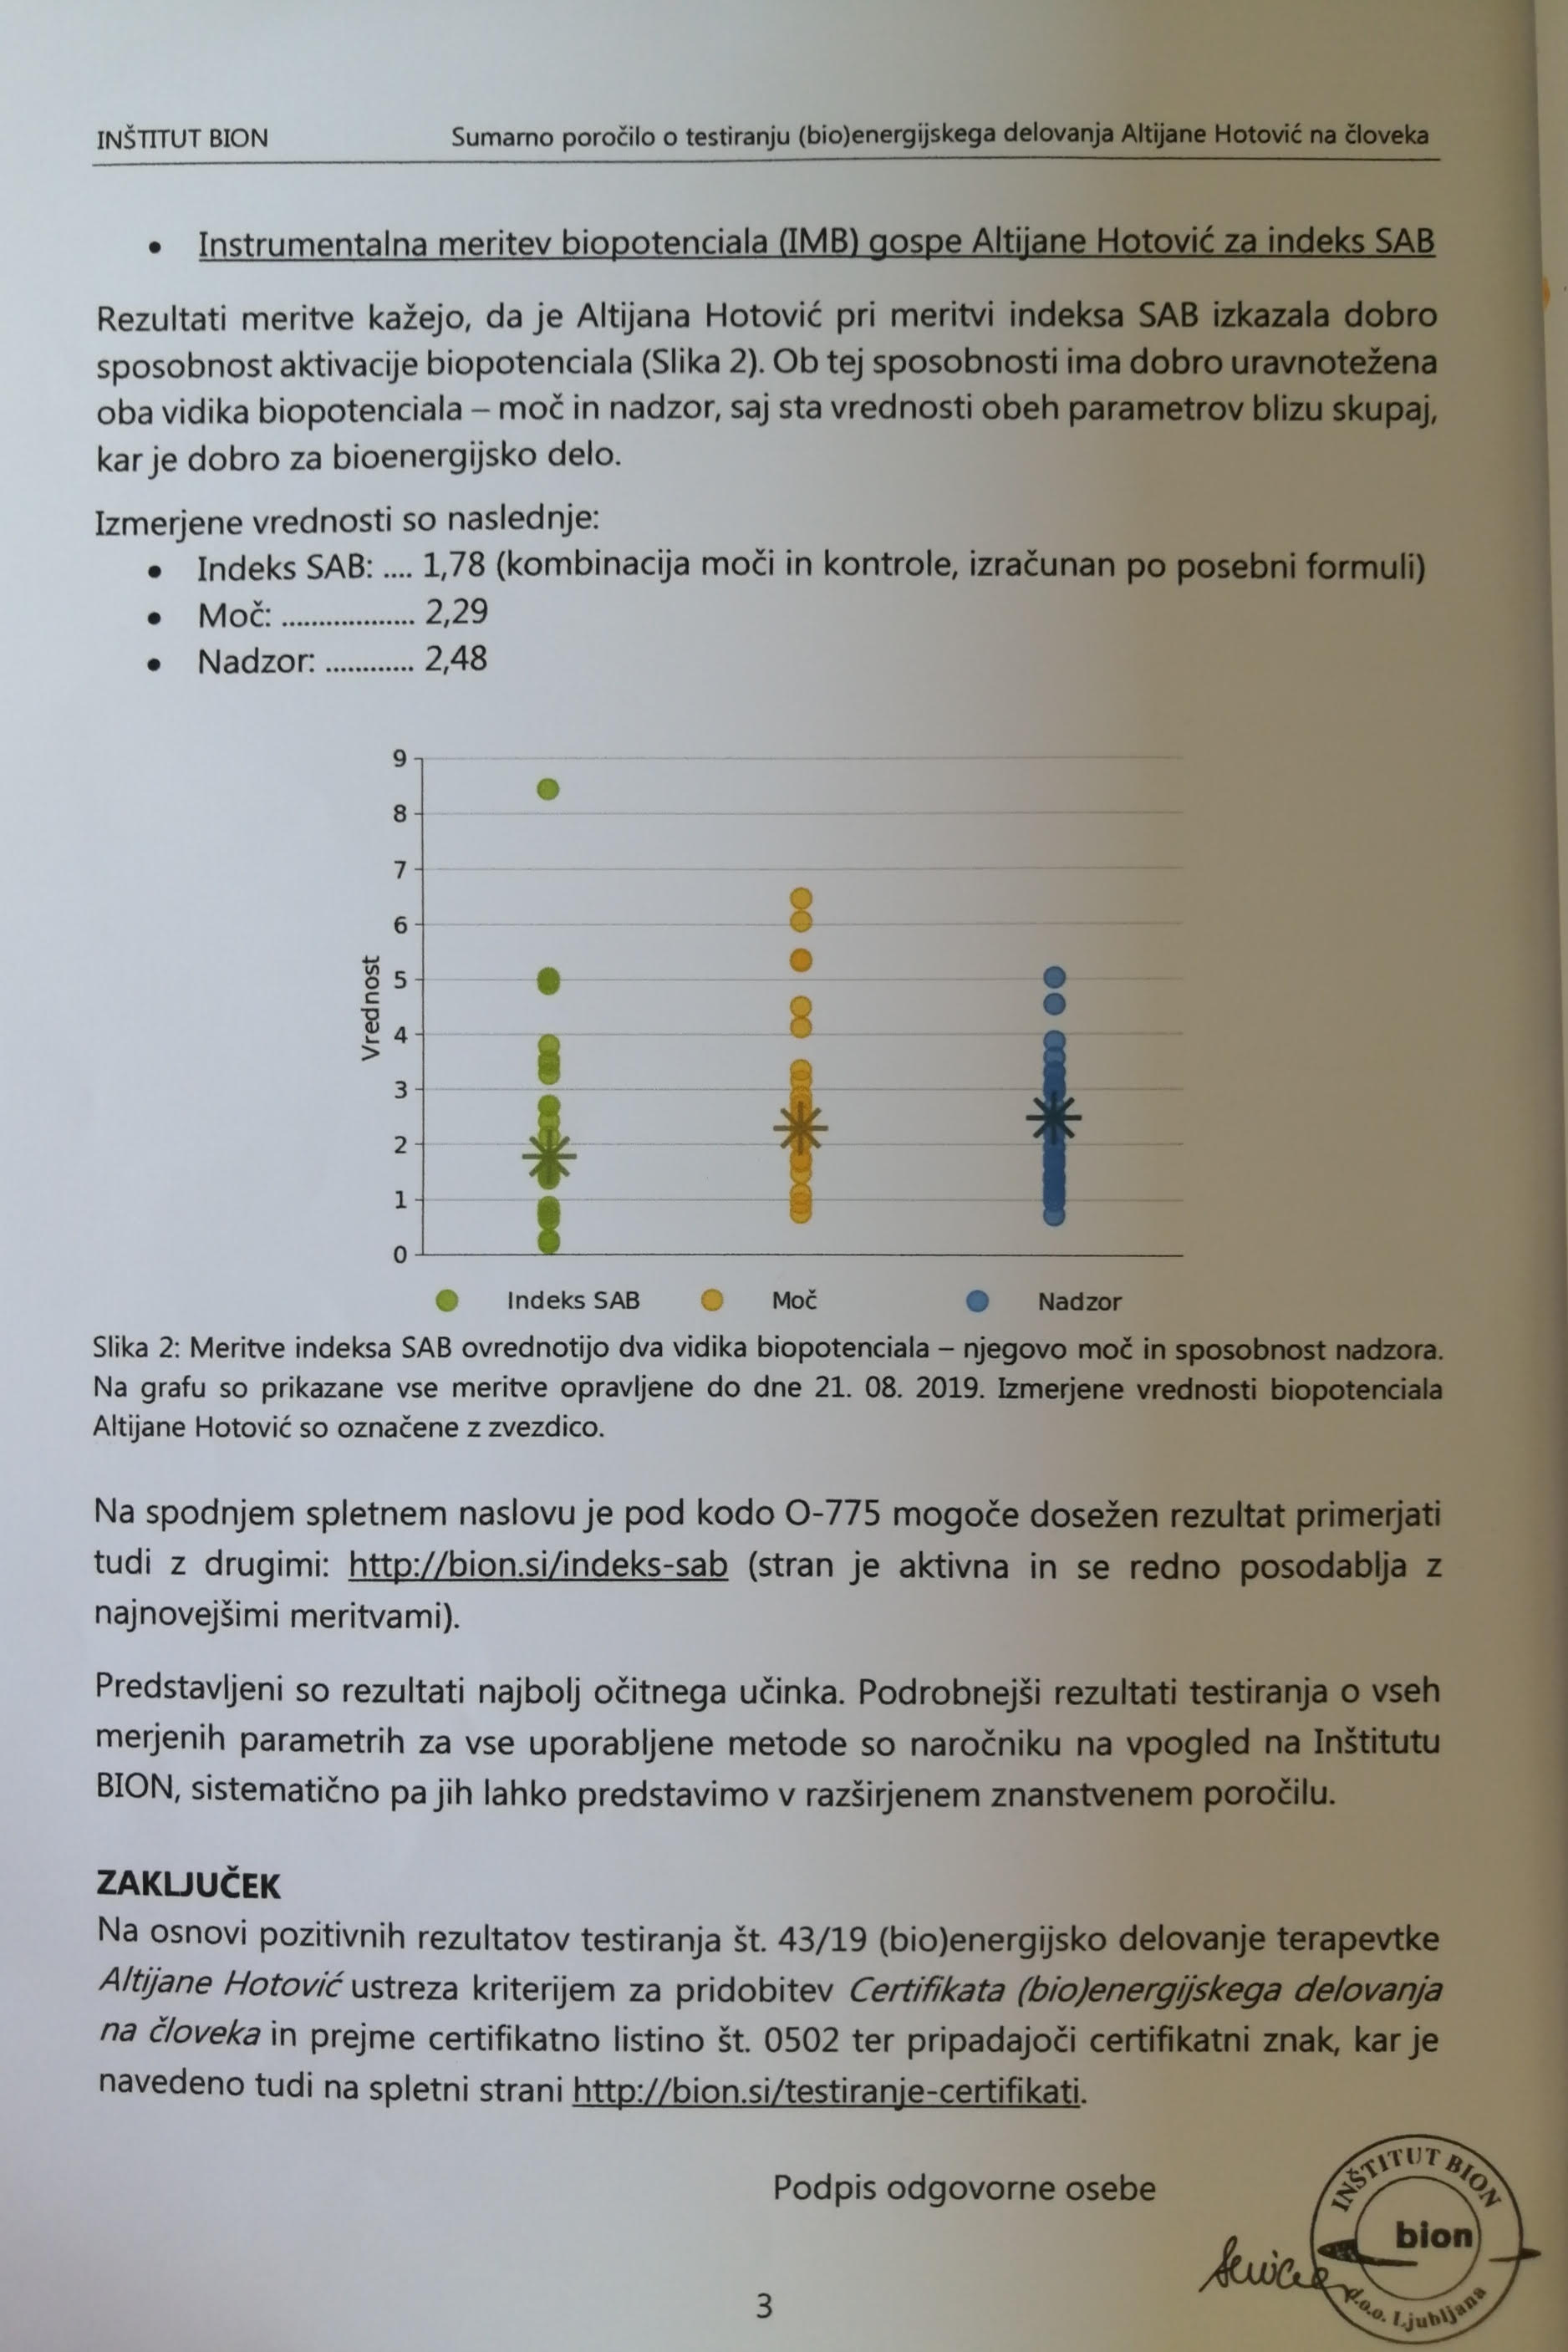 INŠTITUT BION Sumarno poročilo o testiranju (bio)energijskega delovanja Altijane Hotović na človeka
• Instrumentalna meritev biopotenciala (IMB) gospe Altijane Hotović za indeks SAB
Rezultati meritve kažejo, da je Altijana Hotović pri meritvi indeksa SAB izkazala dobro
sposobnost aktivacije biopotenciala (Slika 2). Ob tej sposobnosti ima dobro uravnotežena
oba vidika biopotenciala – moč in nadzor, saj sta vrednosti obeh parametrov blizu skupaj,
kar je dobro za bioenergijsko delo.
Izmerjene vrednosti so naslednje:
• Indeks SAB: .... 1,78 (kombinacija moči in kontrole, izračunan po posebni formuli)
• Moč: ................... 2,29
• Nadzor: ............ 2,48
Vrednost
9
8
7
6
5
4
3
2
1
0
Indeks SAB Moč Nadzor
Slika 2: Meritve indeksa SAB ovrednotijo dva vidika biopotenciala – njegovo moč in sposobnost nadzora.
Na grafu so prikazane vse meritve opravljene do dne 21. 08. 2019. Izmerjene vrednosti biopotenciala
Altijane Hotović so označene z zvezdico.
Na spodnjem spletnem naslovu je pod kodo O-775 mogoče dosežen rezultat primerjati
tudi z drugimi: http://bion.si/indeks-sab (stran je aktivna in se redno posodablja z
najnovejšimi meritvami).
Predstavljeni so rezultati najbolj očitnega učinka. Podrobnejši rezultati testiranja o vseh
merjenih parametrih za vse uporabljene metode so naročniku na vpogled na Inštitutu
BION, sistematično pa jih lahko predstavimo v razširjenem znanstvenem poročilu.
ZAKLJUČEK
Na osnovi pozitivnih rezultatov testiranja št. 43/19 (bio)energijsko delovanje terapevtke
Altijane Hotović ustreza kriterijem za pridobitev Certifikata (bio)energijskega delovanja
na človeka in prejme certifikatno listino št. 0502 ter pripadajoči certifikatni znak, kar je
navedeno tudi na spletni strani http://bion.si/testiranje-certifikati.
Podpis odgovorne osebe
INŠTITUT BION
bion
d.o.o. Ljubljana
3